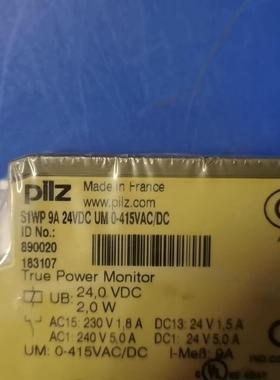 pilz Made in France
www.pilz.com
S1WP 9A 24VDC UM 0-415VAC/DC
ID No.:
890020
183107
True Power Monitor
UB: 24,0 VDC
2,0 W
AC15: 230 V 1,8 A DC13: 24 V 1,5 A
AC1: 240 V 5,0 A DC1: 24 V 5,0 A
UM: 0-415VAC/DC I-Meß: 9A